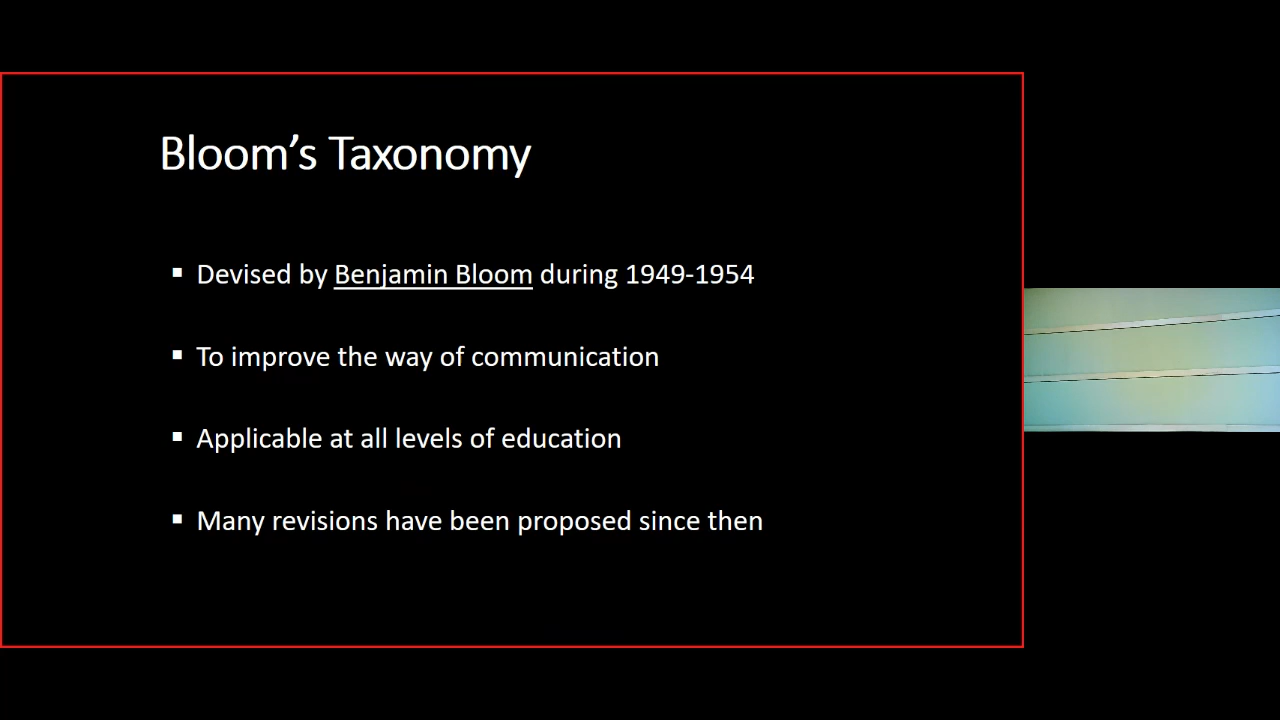 Bloom’s Taxonomy
▪ Devised by Benjamin Bloom during 1949-1954
▪ To improve the way of communication
▪ Applicable at all levels of education
▪ Many revisions have been proposed since then